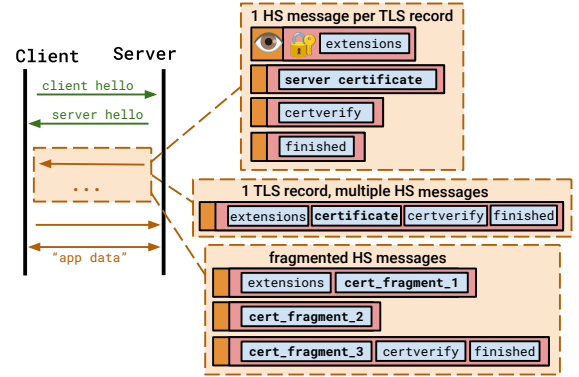 Client
Server
client hello
server hello
...
"app data"
1 HS message per TLS record
extensions
server certificate
certverify
finished
1 TLS record, multiple HS messages
extensions certificate certverify finished
fragmented HS messages
extensions cert_fragment_1
cert_fragment_2
cert_fragment_3 certverify finished